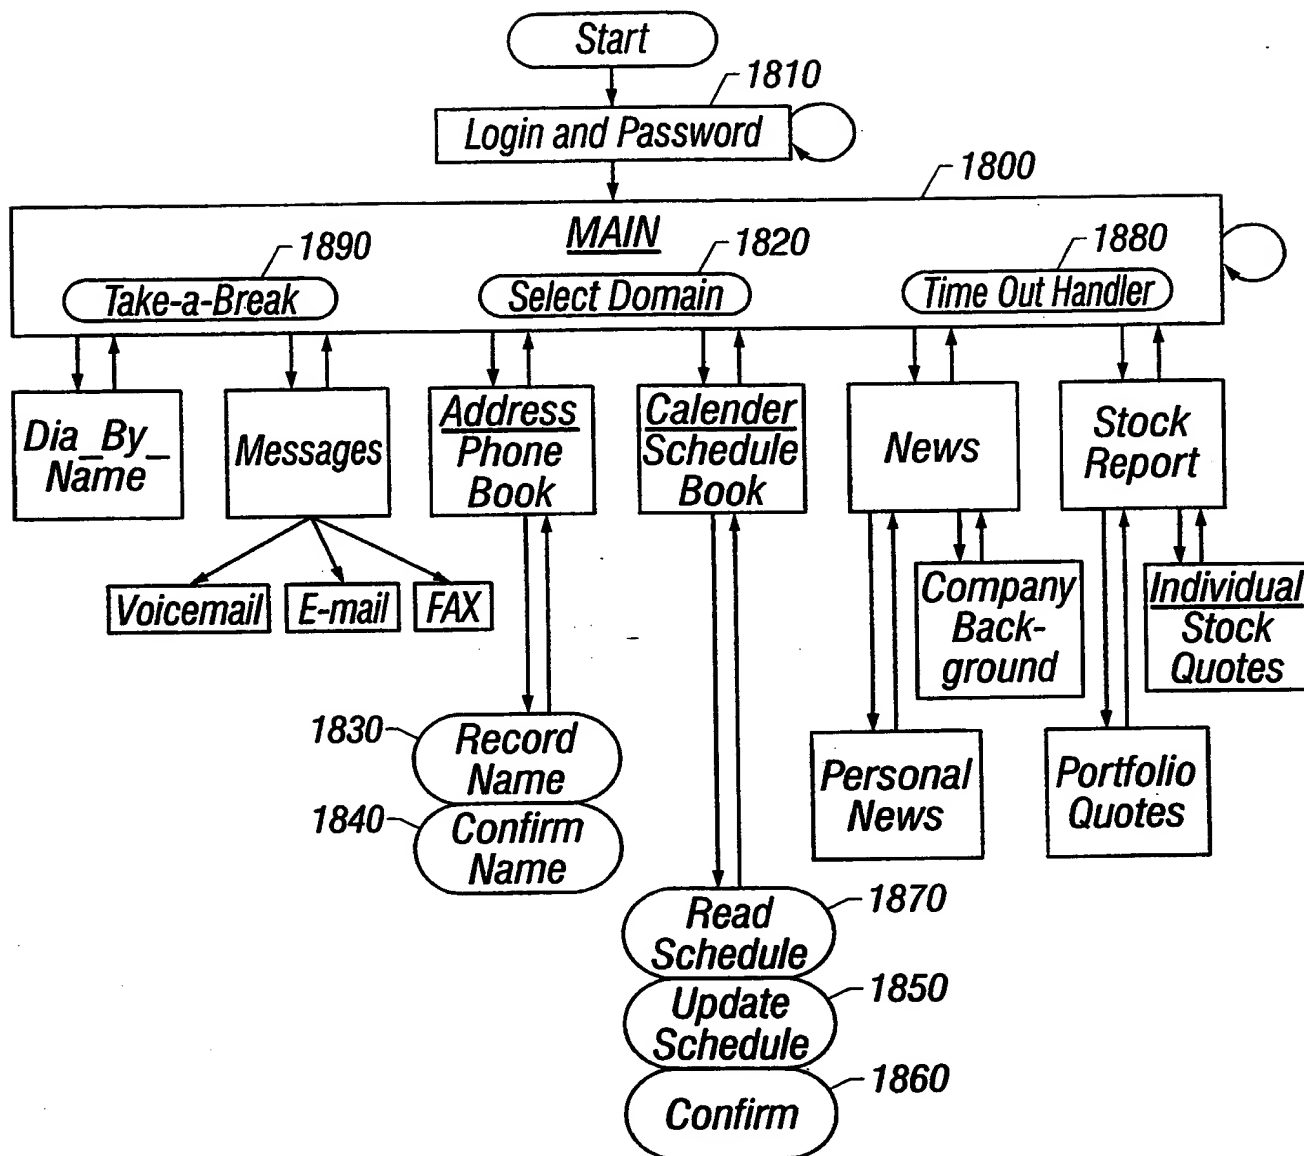 Start
1810
Login and Password
1800
MAIN
1890
1820
1880
Take-a-Break
Select Domain
Time Out Handler
Dia_By_
Name
Messages
Address
Phone
Book
Calender
Schedule
Book
News
Stock
Report
Voicemail
E-mail
FAX
Company
Back-
ground
Individual
Stock
Quotes
1830
Record
Name
1840
Confirm
Name
Personal
News
Portfolio
Quotes
Read
Schedule
1870
Update
Schedule
1850
Confirm
1860